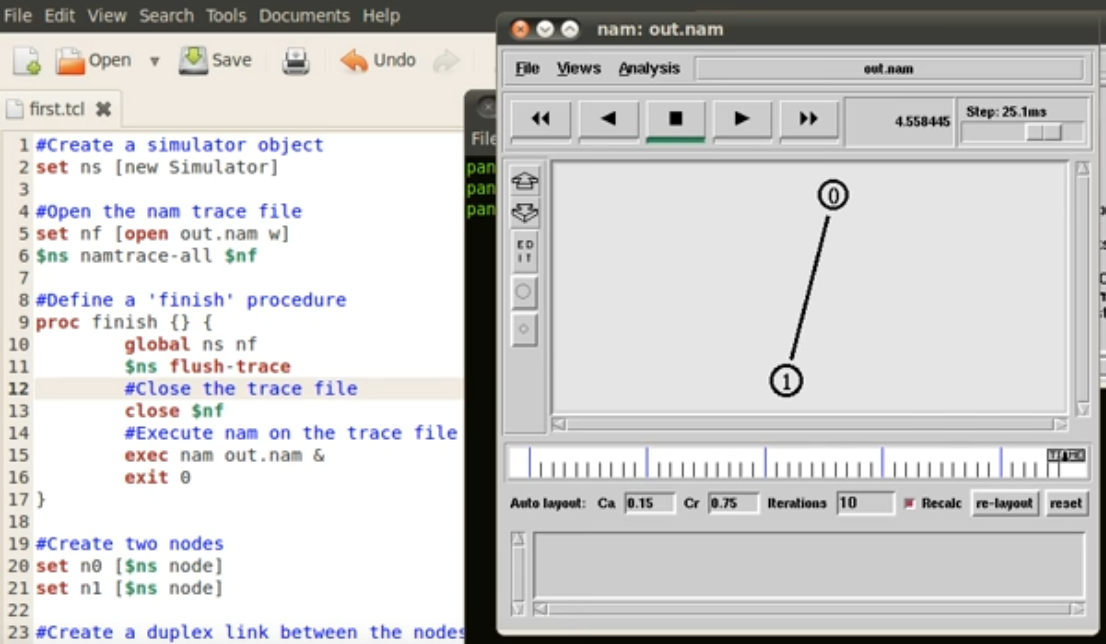 File Edit View Search Tools Documents Help
Open Save Undo
first.tcl
1 #Create a simulator object
2 set ns [new Simulator]
3
4 #Open the nam trace file
5 set nf [open out.nam w]
6 $ns namtrace-all $nf
7
8 #Define a 'finish' procedure
9 proc finish {} {
10 global ns nf
11 $ns flush-trace
12 #Close the trace file
13 close $nf
14 #Execute nam on the trace file
15 exec nam out.nam &
16 exit 0
17 }
18
19 #Create two nodes
20 set n0 [$ns node]
21 set n1 [$ns node]
22
23 #Create a duplex link between the nodes
File
pan
pan
pan
nam: out.nam
File Views Analysis out.nam
4.558445 Step: 25.1ms
ED
IT
0
1
TIME
Auto layout: Ca 0.15 Cr 0.75 Iterations 10 Recalc re-layout reset